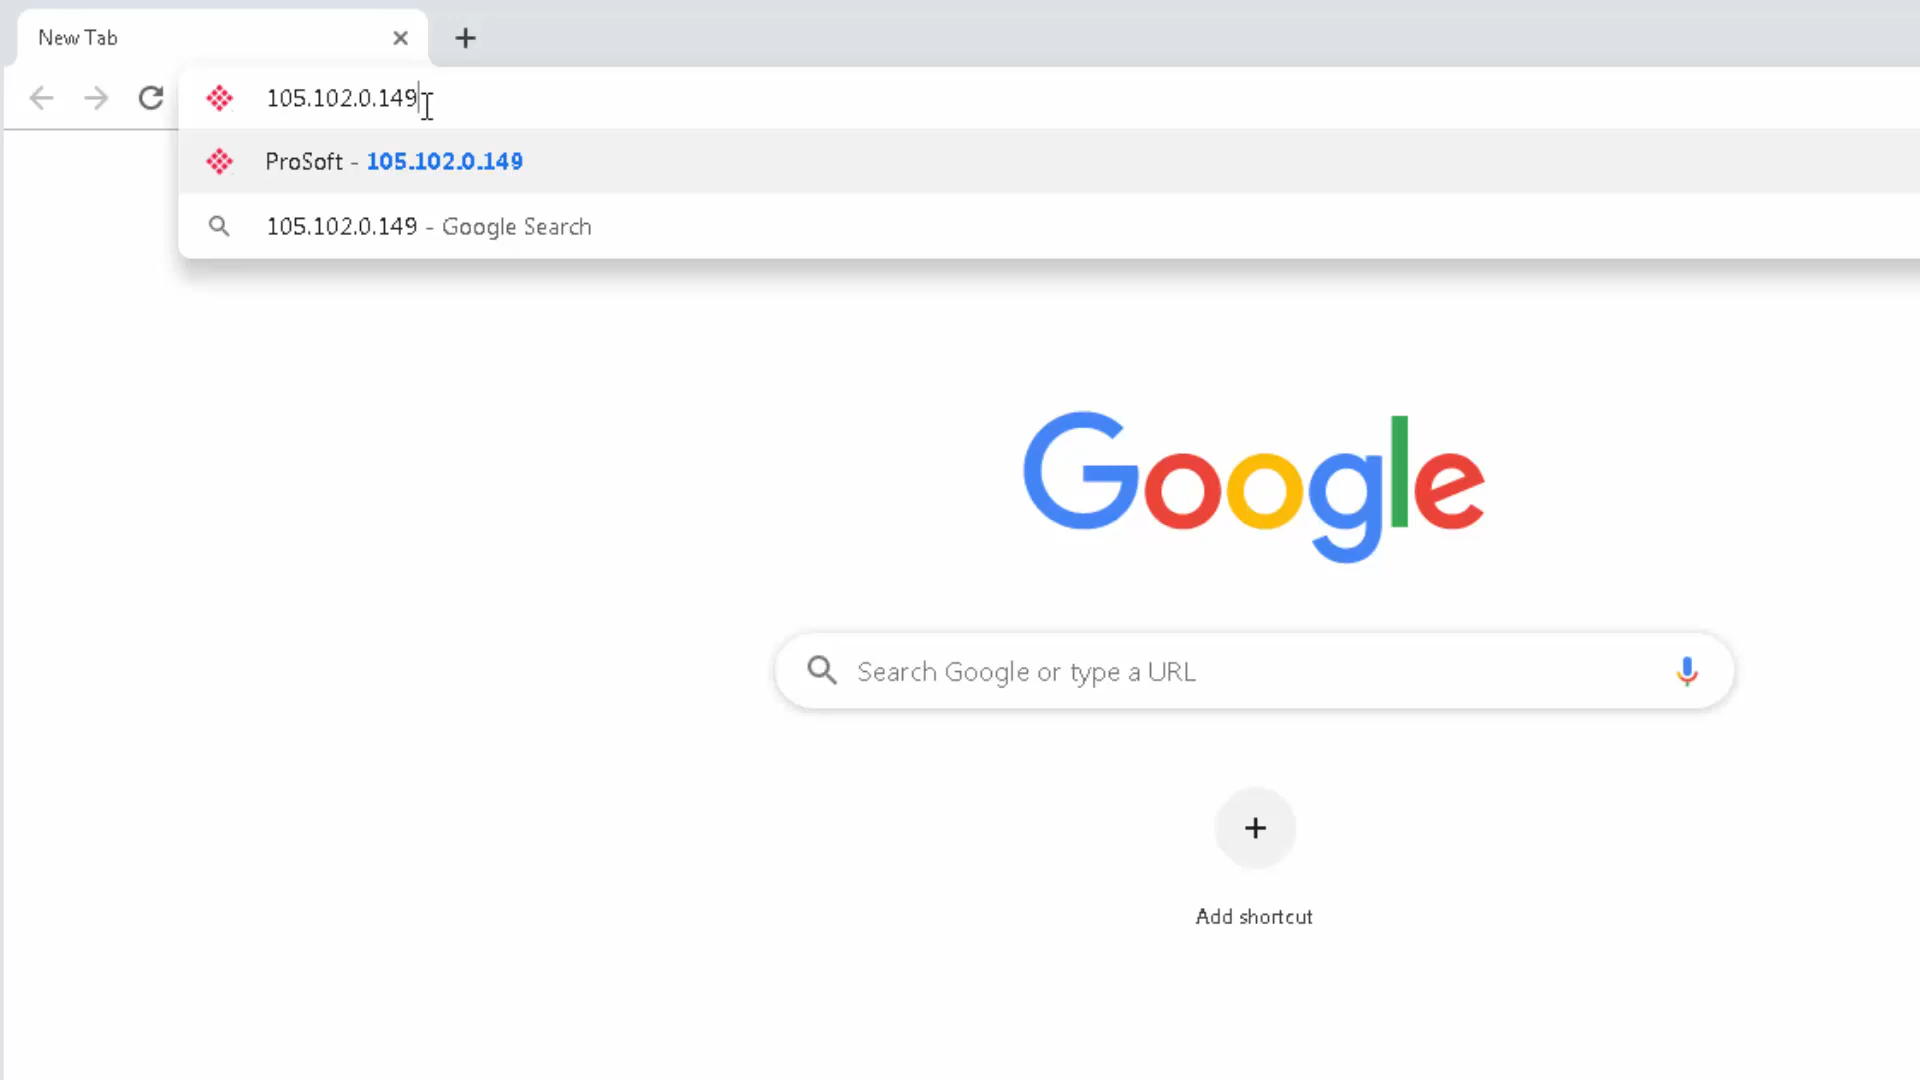 New Tab
105.102.0.149
ProSoft - 105.102.0.149
105.102.0.149 - Google Search
Google
Search Google or type a URL
Add shortcut